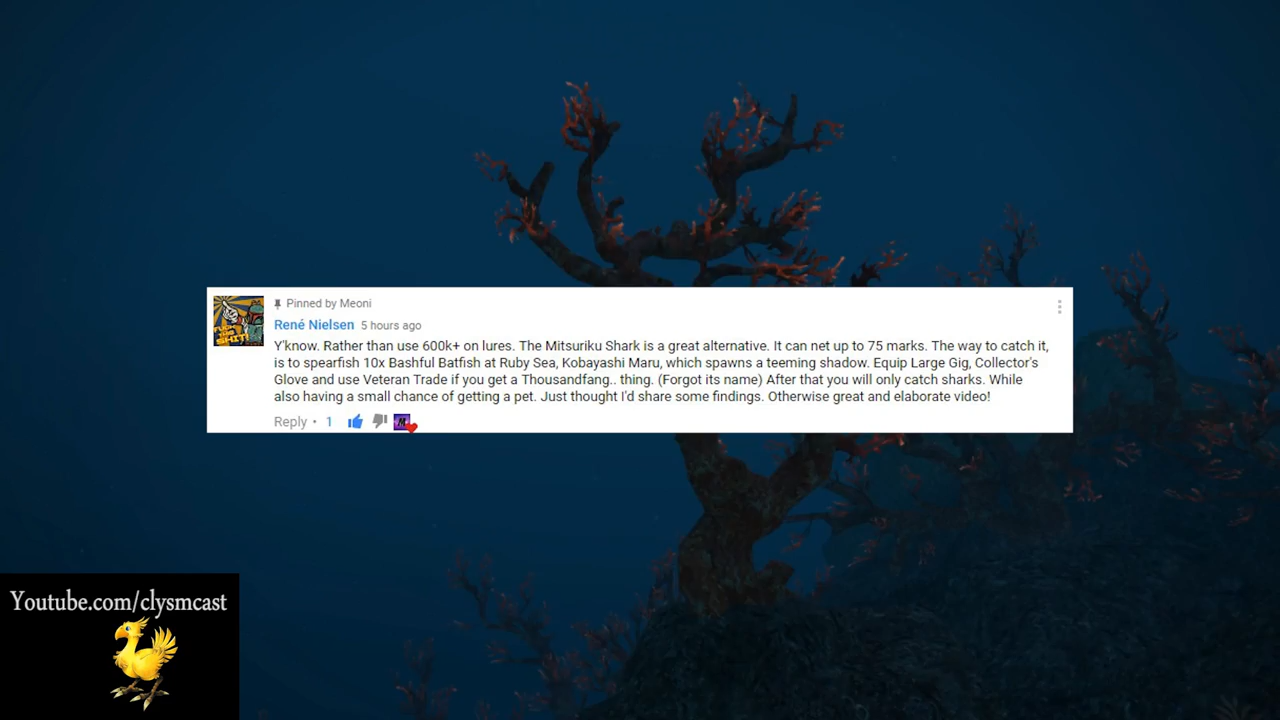 Pinned by Meoni
René Nielsen 5 hours ago
Y'know. Rather than use 600k+ on lures. The Mitsuriku Shark is a great alternative. It can net up to 75 marks. The way to catch it,
is to spearfish 10x Bashful Batfish at Ruby Sea, Kobayashi Maru, which spawns a teeming shadow. Equip Large Gig, Collector's
Glove and use Veteran Trade if you get a Thousandfang.. thing. (Forgot its name) After that you will only catch sharks. While
also having a small chance of getting a pet. Just thought I'd share some findings. Otherwise great and elaborate video!
Reply • 1
Youtube.com/clysmcast